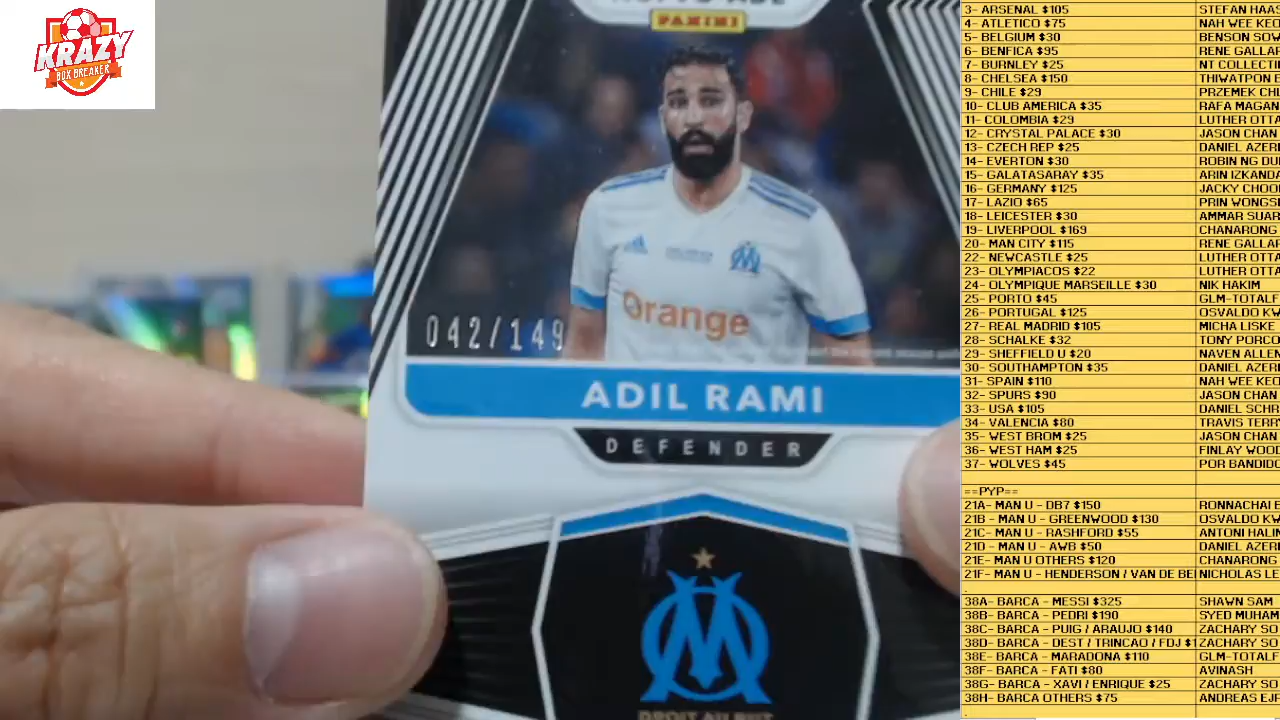 KRAZY
BOX BREAKER
PANINI
Orange
042/149
ADIL RAMI
DEFENDER
DROIT AU BUT
3- ARSENAL $105 STEFAN HAAS
4- ATLETICO $75 NAH WEE KEO
5- BELGIUM $30 BENSON SOW
6- BENFICA $95 RENE GALLAR
7- BURNLEY $25 NT COLLECTI
8- CHELSEA $150 THIWATPON
9- CHILE $29 PRZEMEK CHL
10- CLUB AMERICA $35 RAFA MAGAN
11- COLOMBIA $29 LUTHER OTTA
12- CRYSTAL PALACE $30 JASON CHAN
13- CZECH REP $25 DANIEL AZER
14- EVERTON $30 ROBIN NG DU
15- GALATASARAY $35 ARIN IZKANDA
16- GERMANY $125 JACKY CHOO
17- LAZIO $65 PRIN WONGS
18- LEICESTER $30 AMMAR SUAR
19- LIVERPOOL $169 CHANARONG
20- MAN CITY $115 RENE GALLAR
22- NEWCASTLE $25 LUTHER OTTA
23- OLYMPIACOS $22 LUTHER OTTA
24- OLYMPIQUE MARSEILLE $30 NIK HAKIM
25- PORTO $45 GLM-TOTALF
26- PORTUGAL $125 OSVALDO KW
27- REAL MADRID $105 MICHA LISKE
28- SCHALKE $32 TONY PORCO
29- SHEFFIELD U $20 NAVEN ALLEN
30- SOUTHAMPTON $35 DANIEL AZER
31- SPAIN $110 NAH WEE KEO
32- SPURS $90 JASON CHAN
33- USA $105 DANIEL SCHR
34- VALENCIA $80 TRAVIS TERRY
35- WEST BROM $25 JASON CHAN
36- WEST HAM $25 FINLAY WOOD
37- WOLVES $45 POR BANDIDO
==PYP==
21A- MAN U - DB7 $150 RONNACHAI
21B - MAN U - GREENWOOD $130 OSVALDO KW
21C - MAN U - RASHFORD $55 ANTONI HALIN
21D - MAN U - AWB $50 DANIEL AZER
21E- MAN U OTHERS $120 CHANARONG
21F- MAN U - HENDERSON / VAN DE BE NICHOLAS LE
.
38A- BARCA - MESSI $325 SHAWN SAM
38B - BARCA - PEDRI $190 SYED MUHAM
38C- BARCA - PUIG / ARAUJO $140 ZACHARY SO
38D- BARCA - DEST / TRINCAO / FDJ $1 ZACHARY SO
38E - BARCA - MARADONA $110 GLM-TOTALF
38F - BARCA - FATI $80 AVINASH
38G- BARCA - XAVI / ENRIQUE $25 ZACHARY SO
38H- BARCA OTHERS $75 ANDREAS EJF